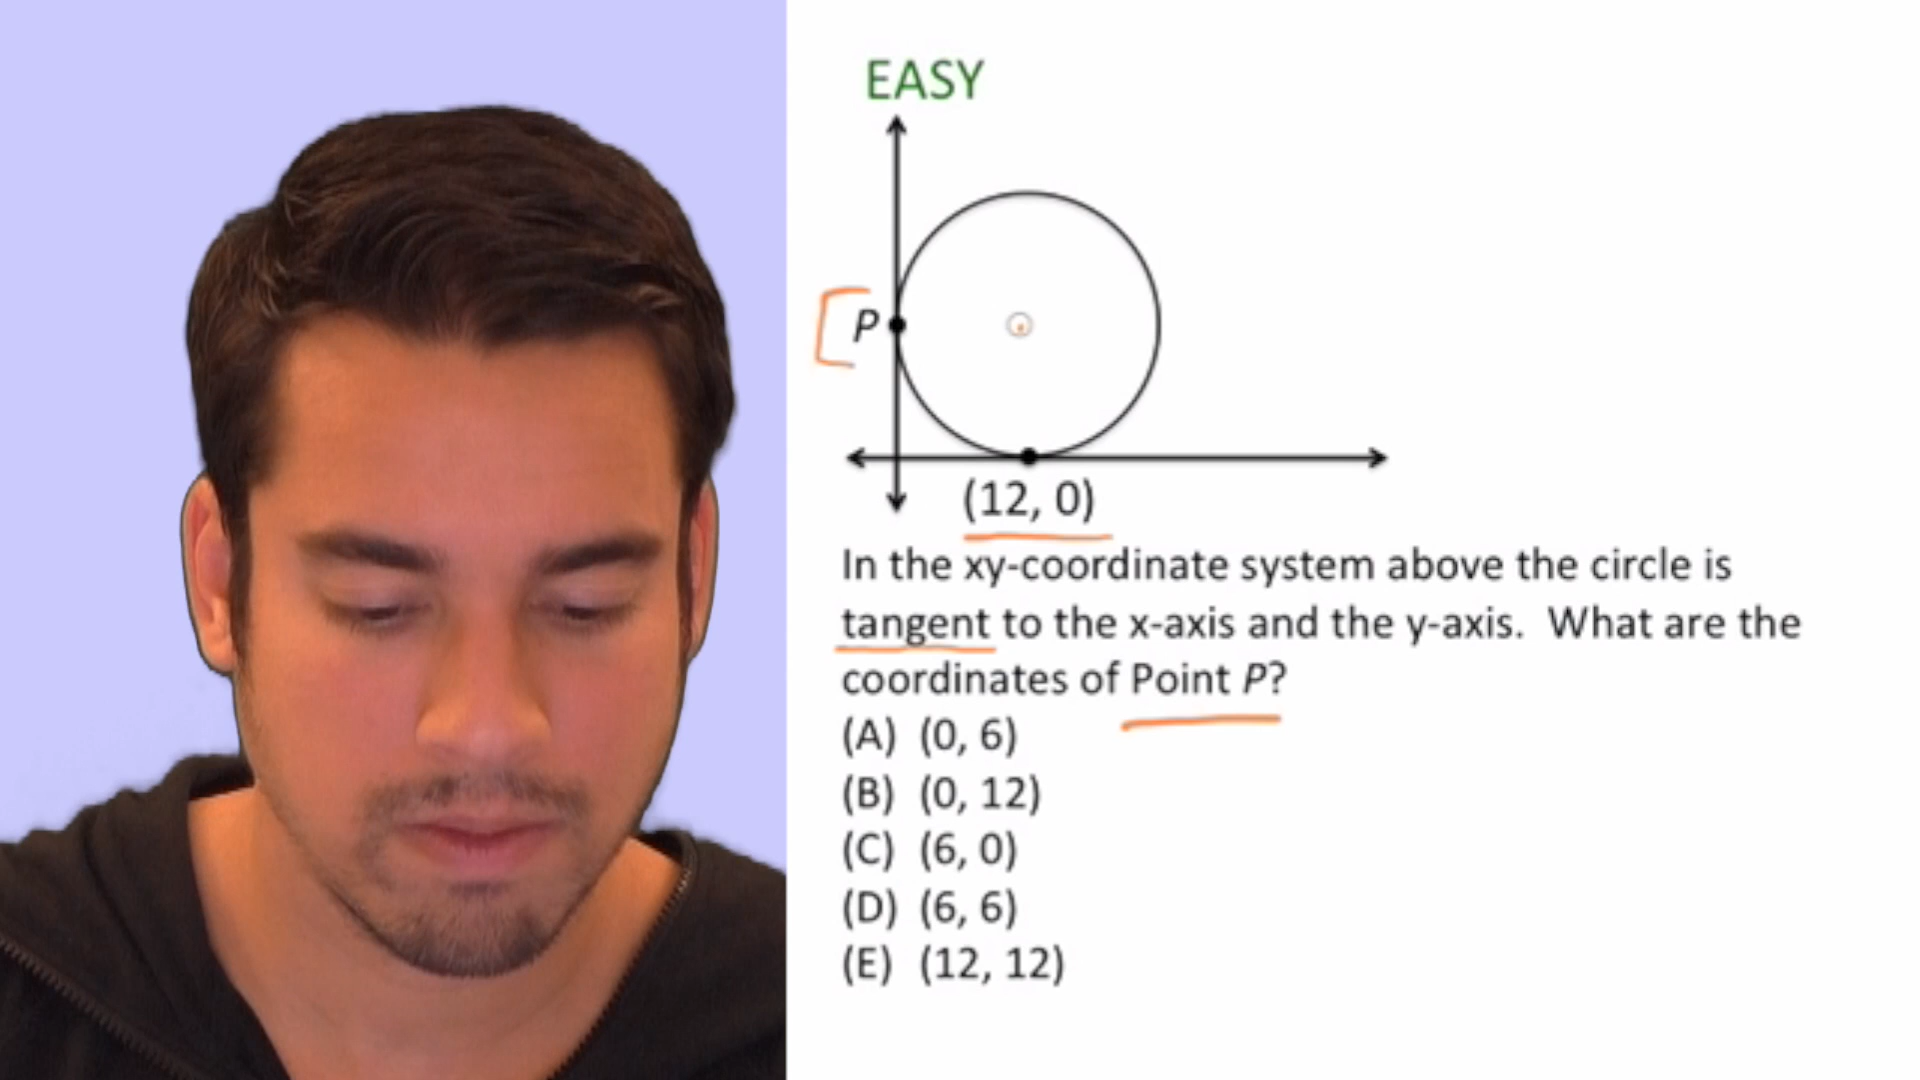 EASY
P
(12, 0)
In the xy-coordinate system above the circle is
tangent to the x-axis and the y-axis. What are the
coordinates of Point P?
(A) (0, 6)
(B) (0, 12)
(C) (6, 0)
(D) (6, 6)
(E) (12, 12)